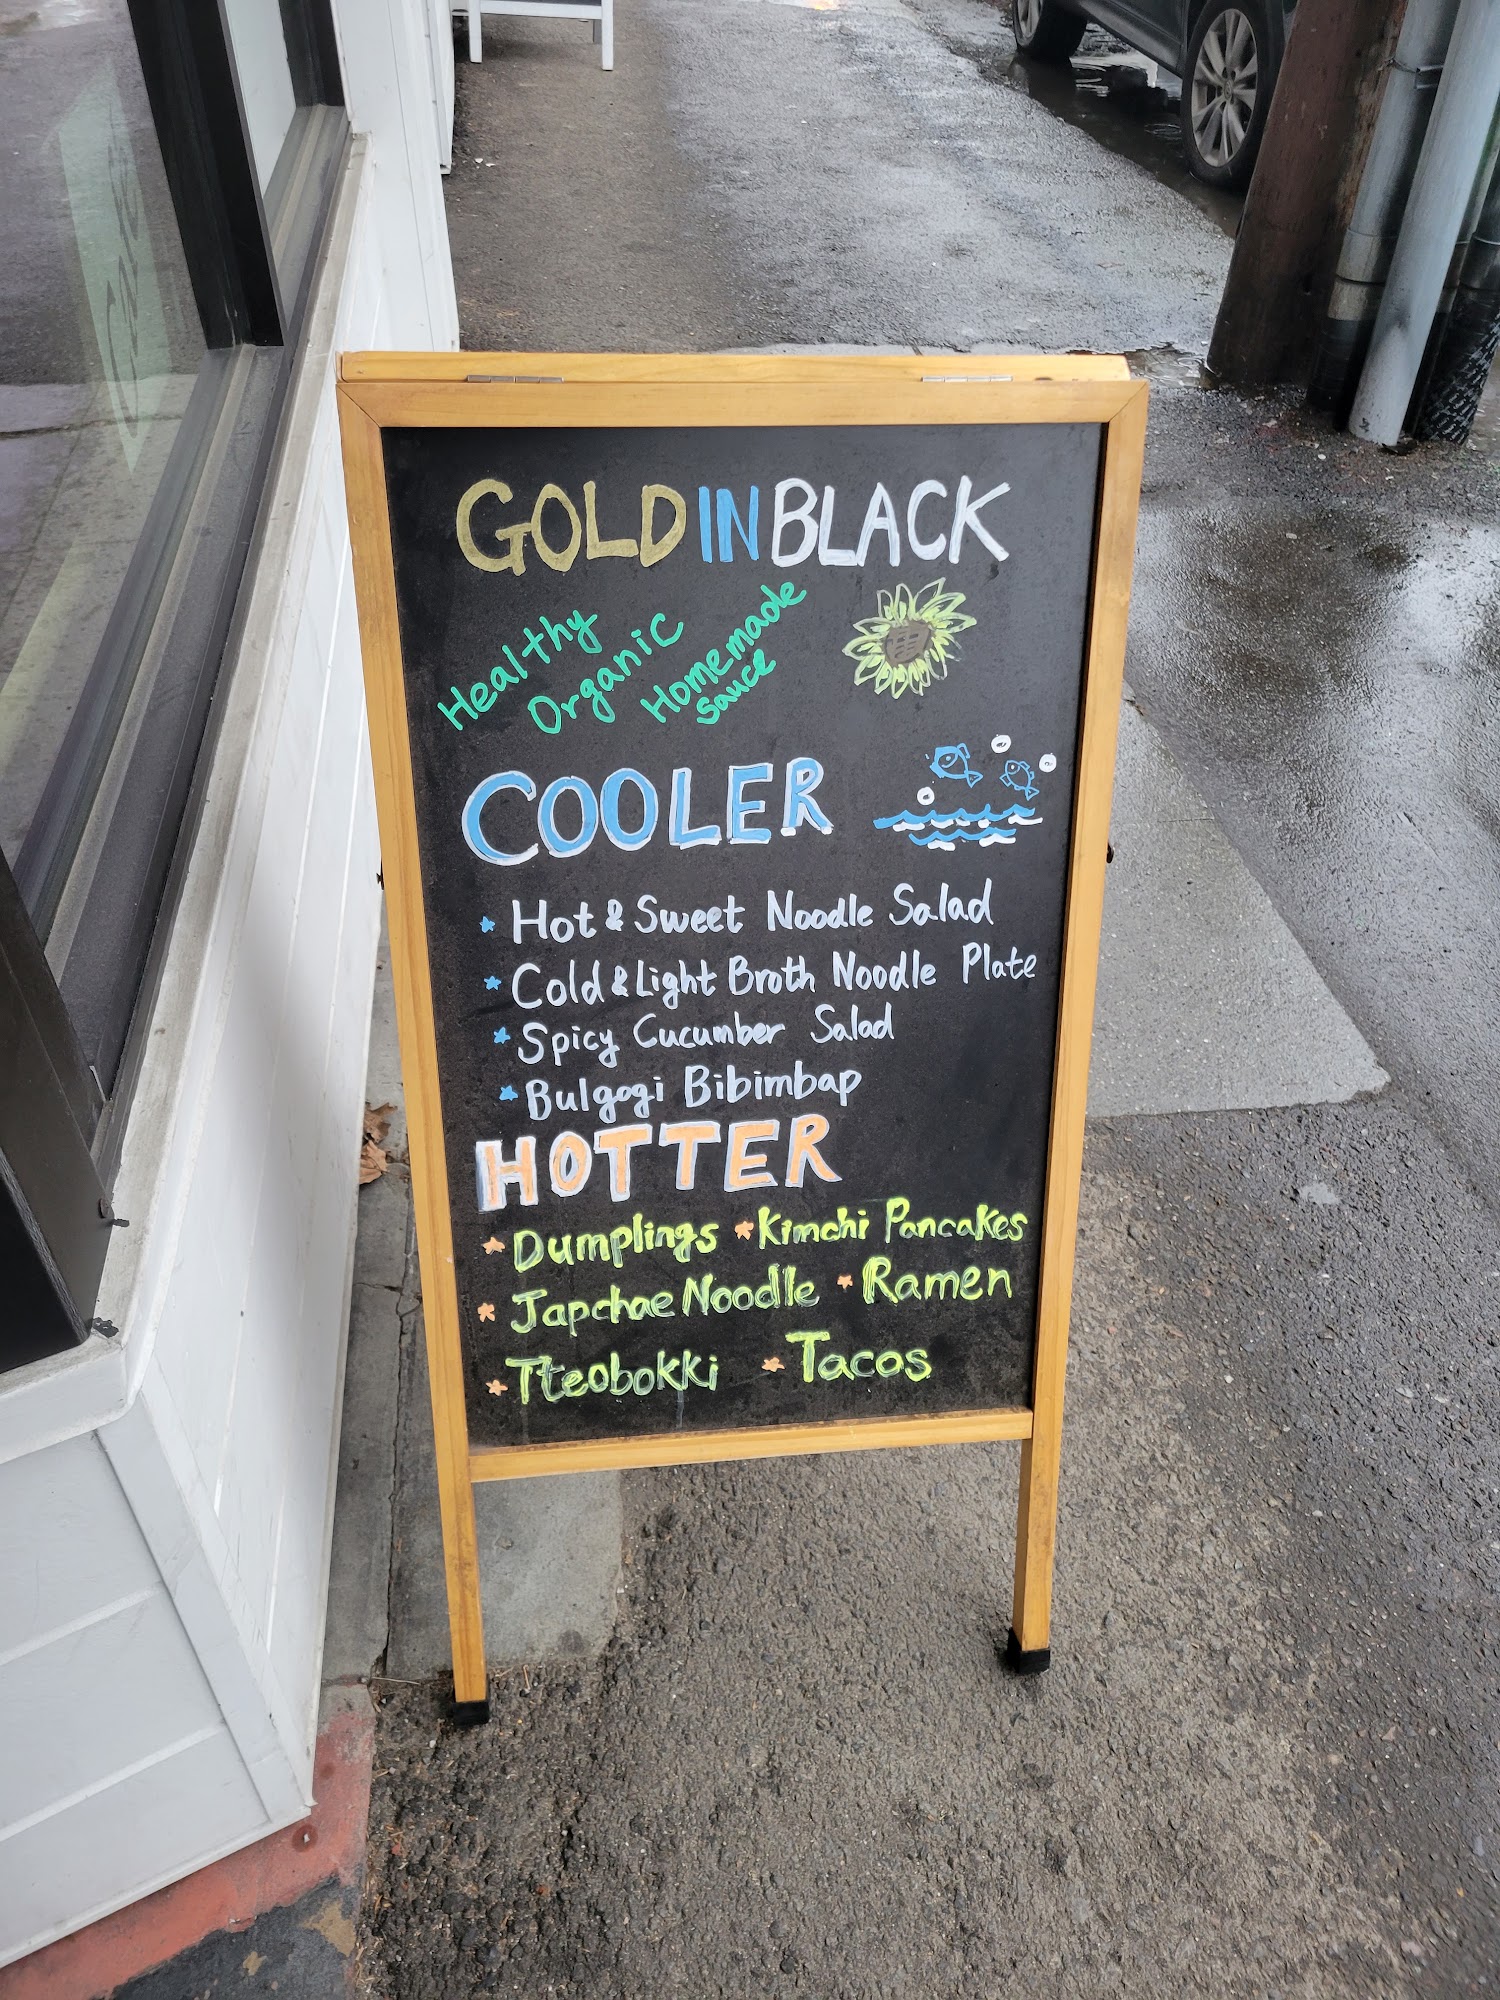 GOLD IN BLACK
Healthy
Organic
Homemade
sauce
COOLER
Hot & Sweet Noodle Salad
Cold & Light Broth Noodle Plate
Spicy Cucumber Salad
Bulgogi Bibimbap
HOTTER
Dumplings * Kimchi Pancakes
Japchae Noodle * Ramen
Tteobokki * Tacos